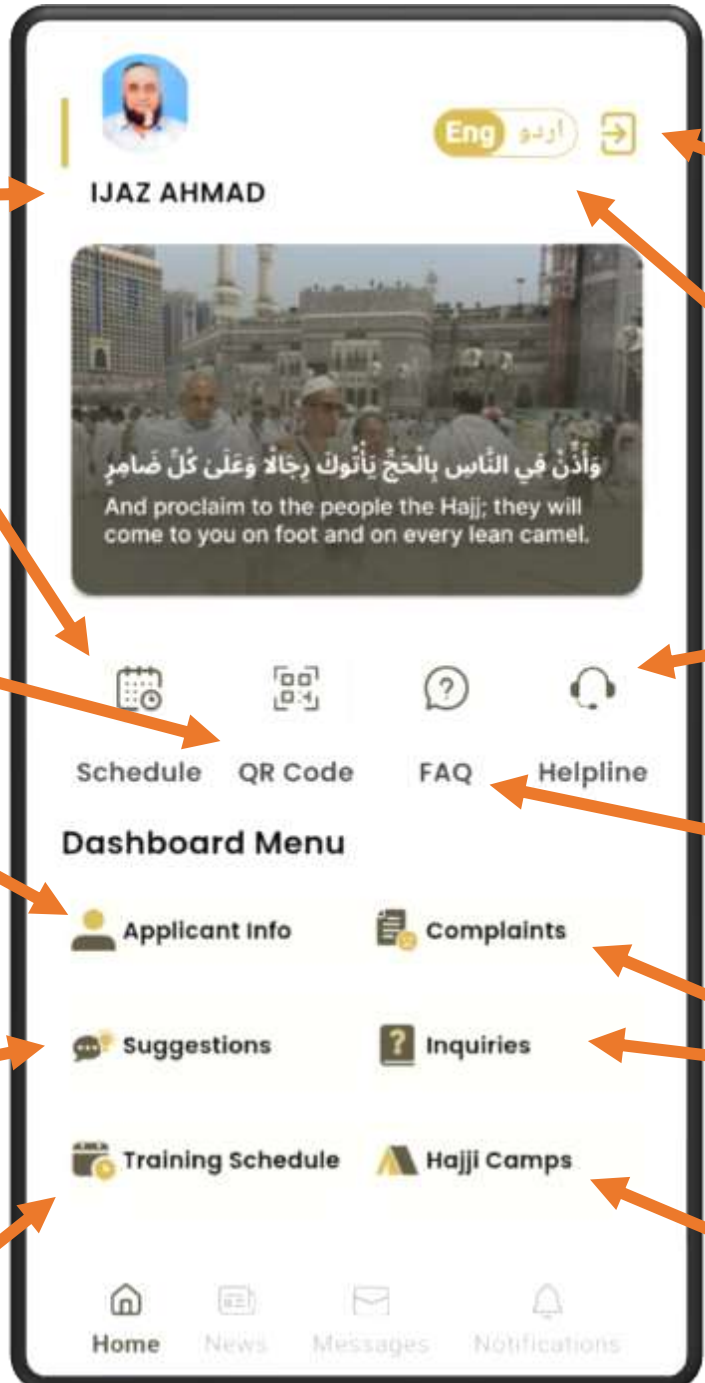 Eng اردو
IJAZ AHMAD
وَأَذِّنْ فِي النَّاسِ بِالْحَجِّ يَأْتُوكَ رِجَالًا وَعَلَىٰ كُلِّ ضَامِرٍ
And proclaim to the people the Hajj; they will
come to you on foot and on every lean camel.
Schedule QR Code FAQ Helpline
Dashboard Menu
Applicant Info Complaints
Suggestions Inquiries
Training Schedule Hajji Camps
Home News Messages Notifications